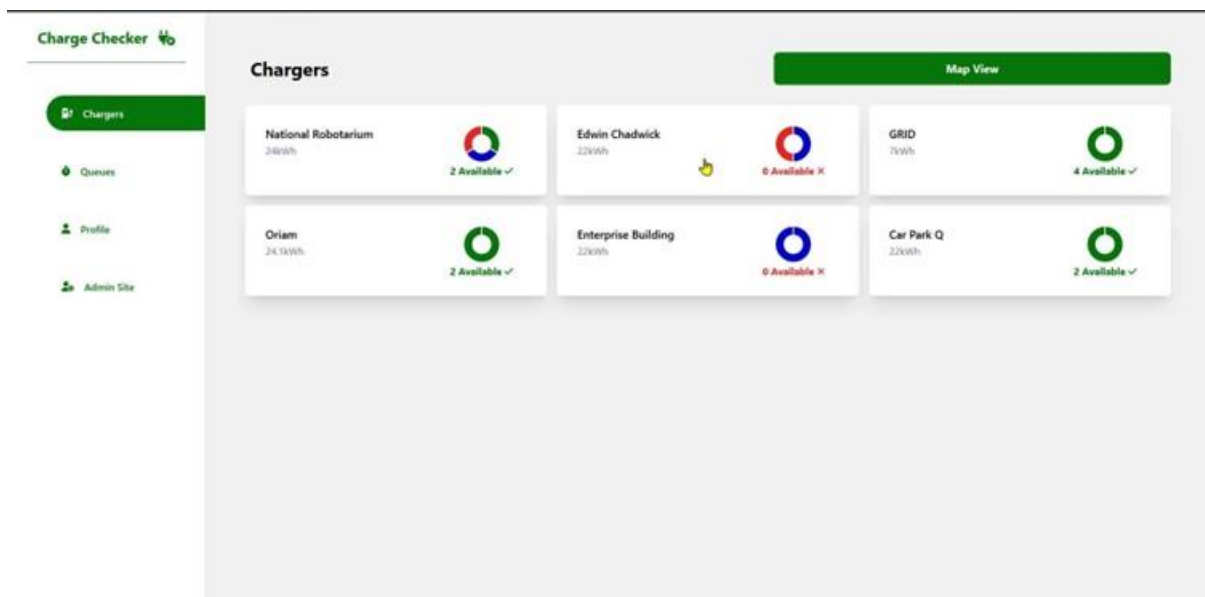 Charge Checker
Chargers
Queues
Profile
Admin Site
Chargers
Map View
National Robotarium
24kWh
2 Available ✓
Edwin Chadwick
22kWh
0 Available ×
GRID
7kWh
4 Available ✓
Oriam
24.1kWh
2 Available ✓
Enterprise Building
22kWh
0 Available ×
Car Park Q
22kWh
2 Available ✓